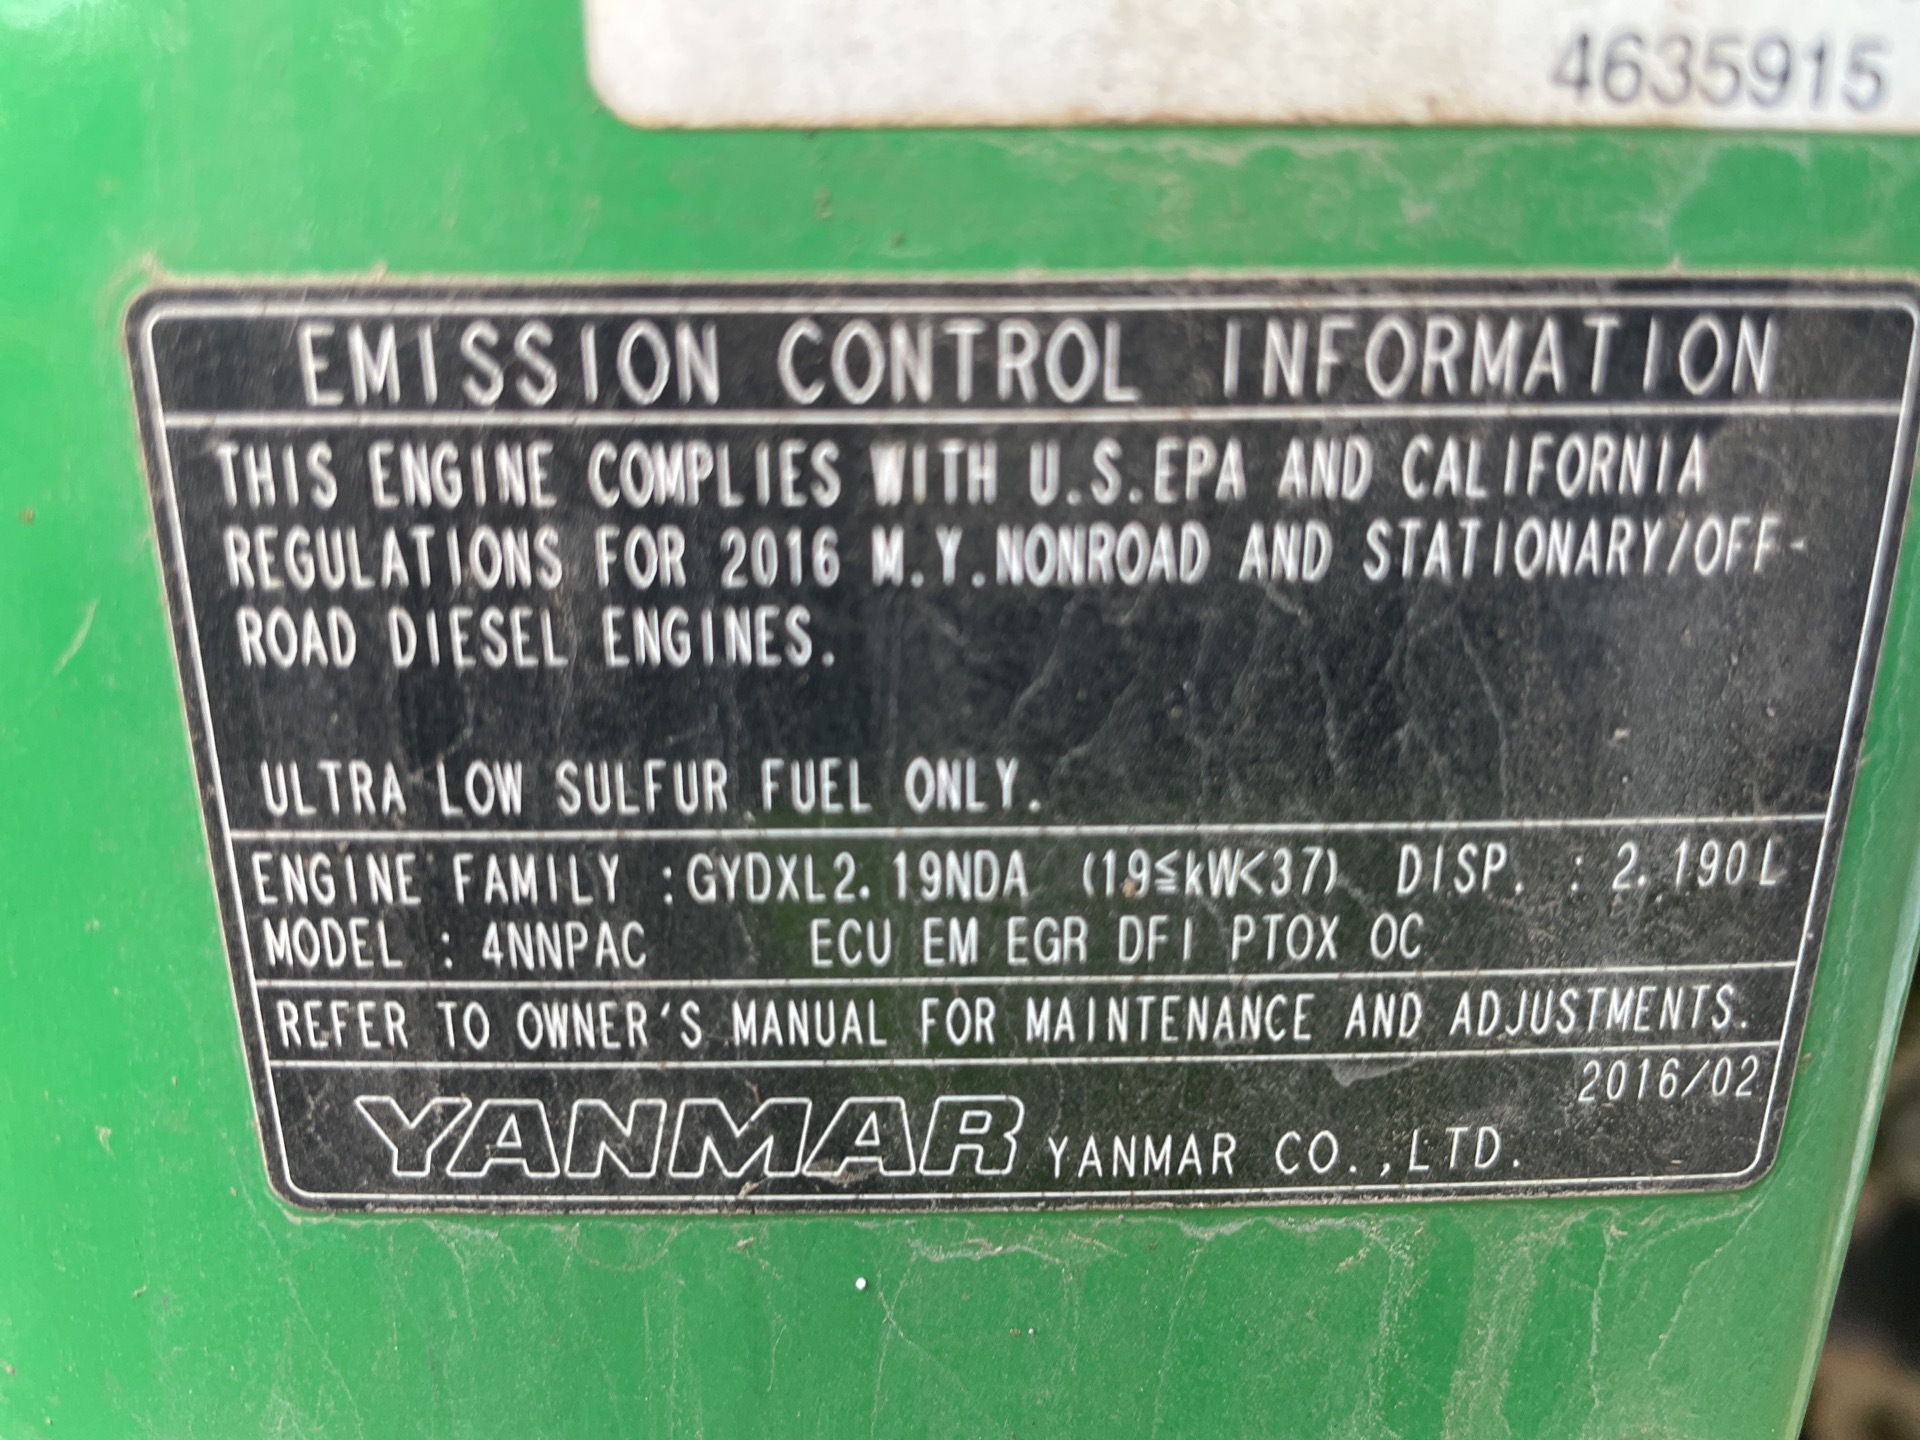 4635915
EMISSION CONTROL INFORMATION
THIS ENGINE COMPLIES WITH U.S.EPA AND CALIFORNIA
REGULATIONS FOR 2016 M.Y.NONROAD AND STATIONARY/OFF-
ROAD DIESEL ENGINES.
ULTRA LOW SULFUR FUEL ONLY.
ENGINE FAMILY :GYDXL2.19NDA (19≦kW<37) DISP. : 2.190L
MODEL : 4NNPAC ECU EM EGR DFI PTOX OC
REFER TO OWNER'S MANUAL FOR MAINTENANCE AND ADJUSTMENTS.
2016/02
YANMAR YANMAR CO.,LTD.